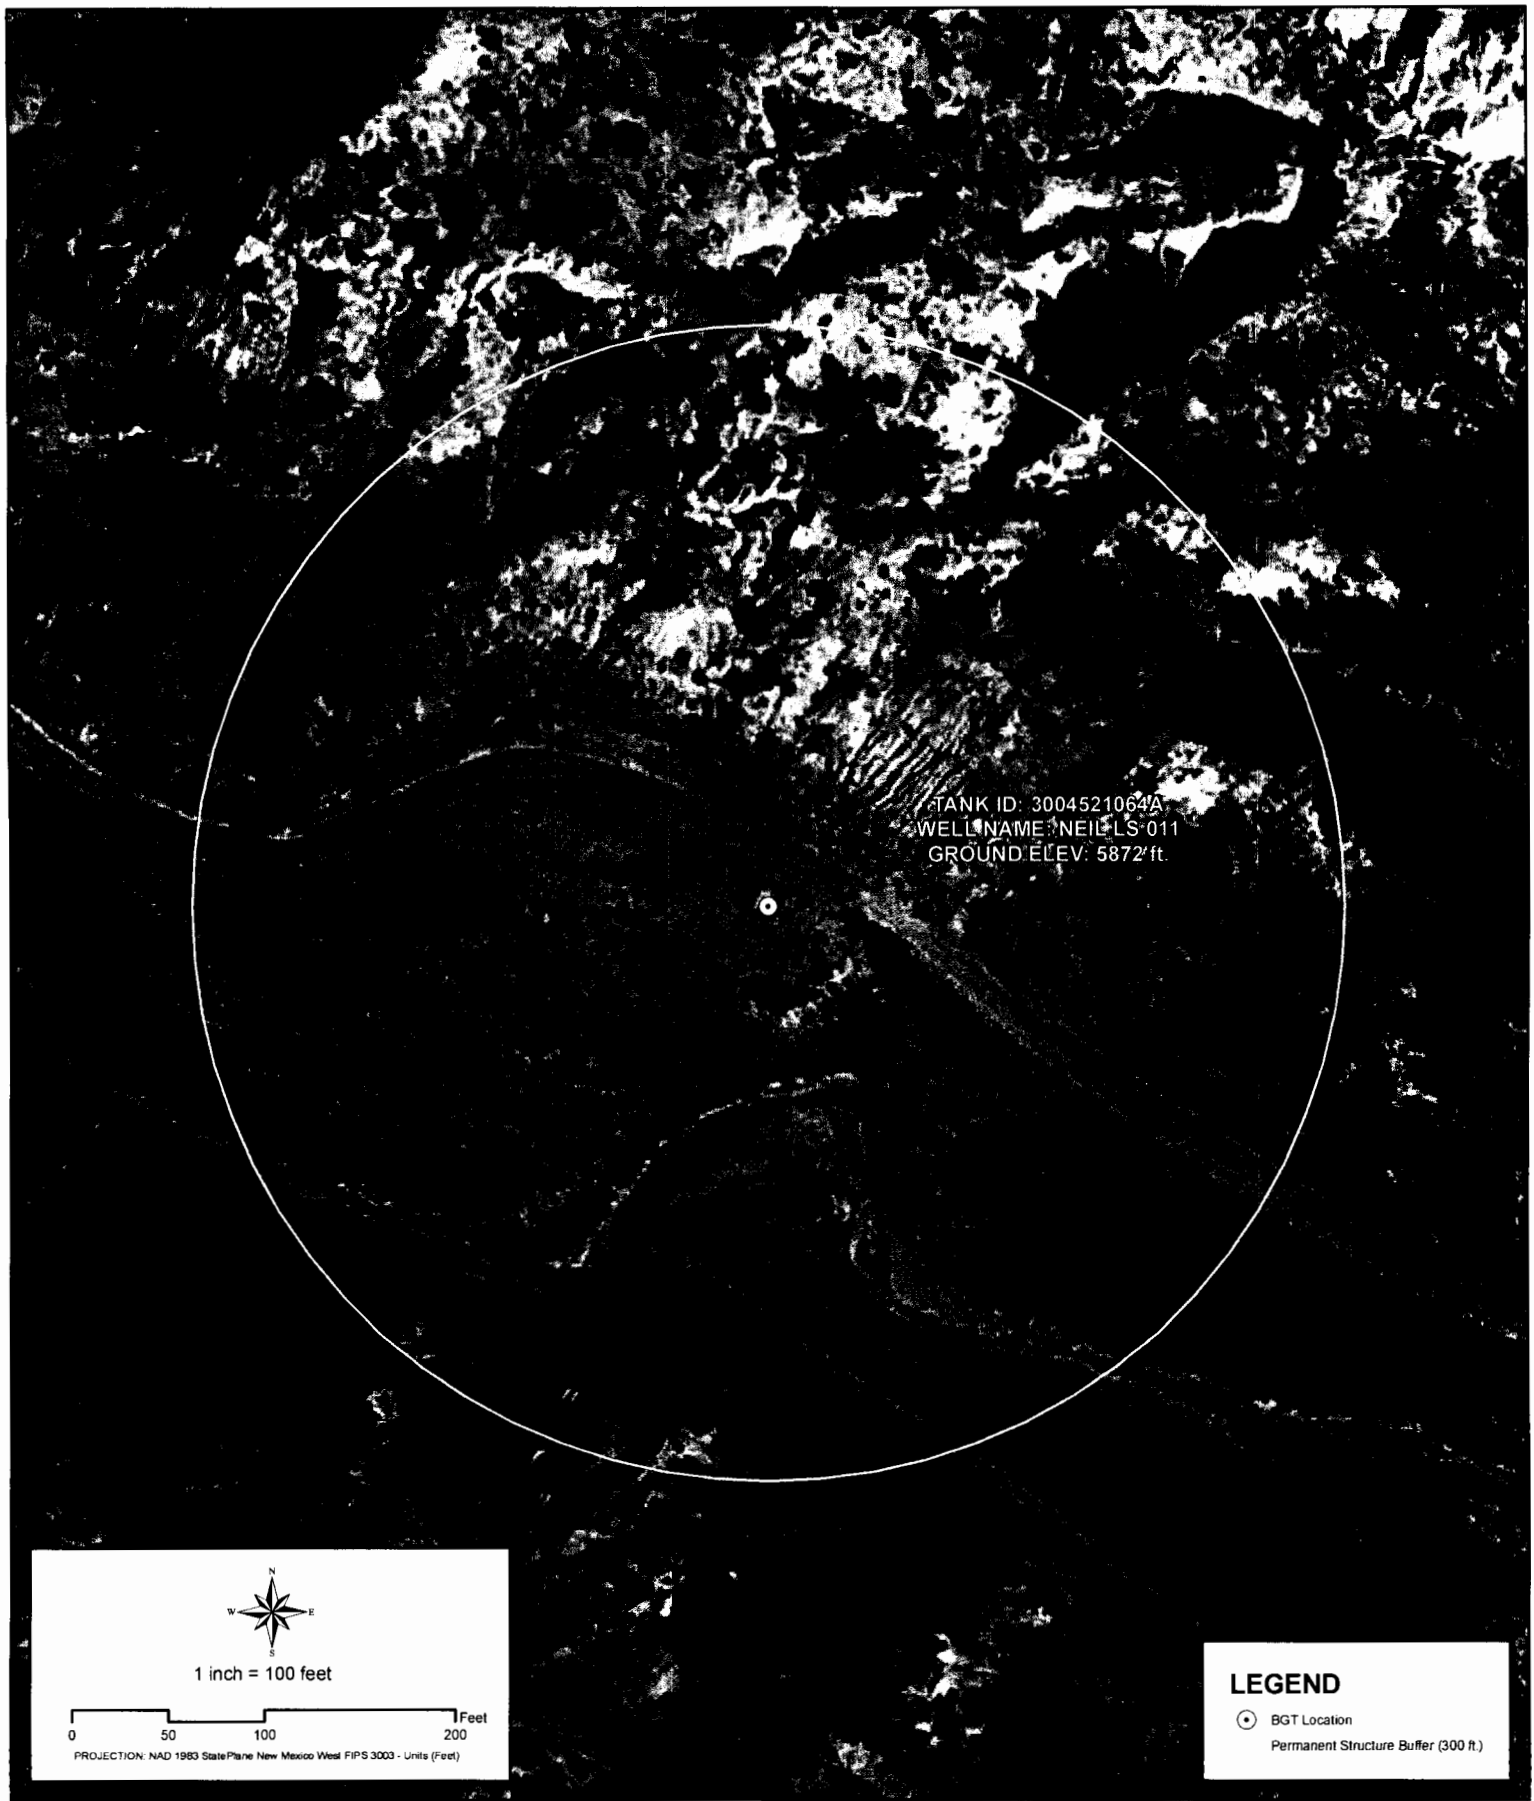 TANK ID: 3004521064A
WELL NAME: NEIL LS 011
GROUND ELEV: 5872 ft.
N
W E
S
1 inch = 100 feet
Feet
0 50 100 200
PROJECTION: NAD 1983 StatePlane New Mexico West FIPS 3003 - Units (Feet)
LEGEND
BGT Location
Permanent Structure Buffer (300 ft.)